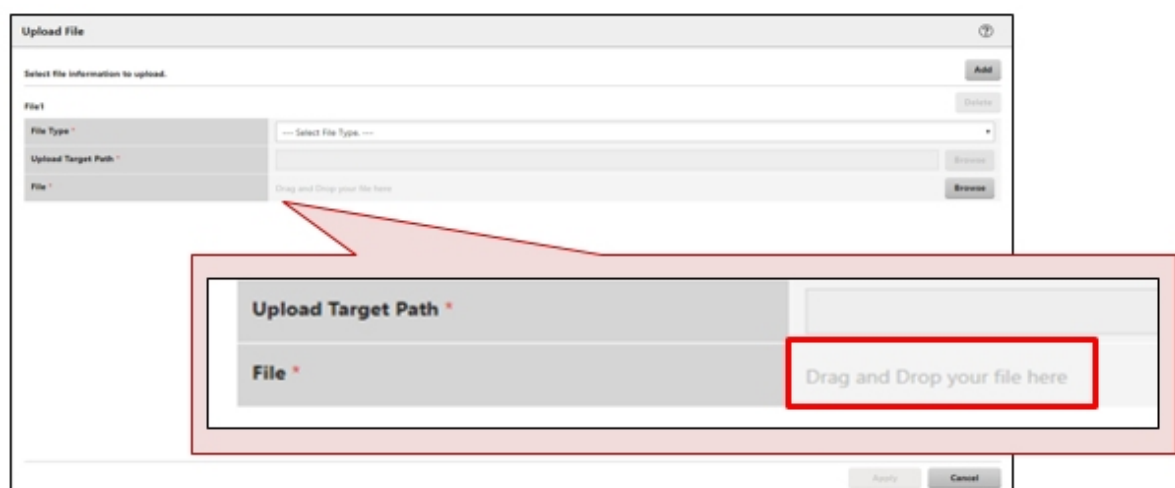 Upload File ?
Select file information to upload. Add
File1 Delete
File Type * --- Select File Type. ---
Upload Target Path * Browse
File * Drag and Drop your file here Browse
Upload Target Path *
File * Drag and Drop your file here
Apply Cancel